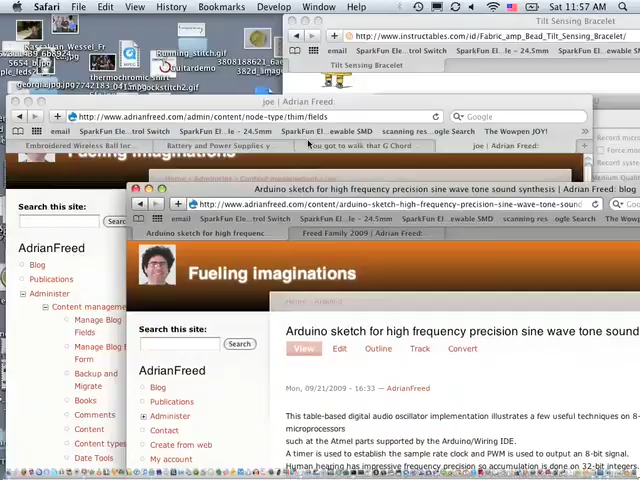 Safari File Edit View History Bookmarks Develop Window Help Sat 11:57 AM
Running_stitch.gif
Tilt Sensing Bracelet
http://www.instructables.com/id/Fabric_amp_Bead_Tilt_Sensing_Bracelet/
email SparkFun El...trol Switch SparkFun El...le - 24.5mm SparkFun
Tilt Sensing Bracelet
joe | Adrian Freed
http://www.adrianfreed.com/admin/content/node-type/thim/fields
Google
email SparkFun El...trol Switch SparkFun El...le - 24.5mm SparkFun El...ewable SMD scanning res...ogle Search The Wowpen JOY!
Embroidered Wireless Ball Inc... Battery and Power Supplies y... You got to walk that G Chord joe | Adrian Freed:
Fueling imaginations
Search this site:
AdrianFreed
Blog
Publications
Administer
Content manageme
Manage Blog
Fields
Manage Blog E
Form
Backup and
Migrate
Books
Comments
Content
Content types
Date Tools
Arduino sketch for high frequency precision sine wave tone sound synthesis | Adrian Freed: blog
http://www.adrianfreed.com/content/arduino-sketch-high-frequency-precision-sine-wave-tone-sound
email SparkFun El...trol Switch SparkFun El...le - 24.5mm SparkFun El...ewable SMD scanning res...ogle Search The Wowpen
Arduino sketch for high frequenc... Freed Family 2009 | Adrian Freed:
Fueling imaginations
Home › Arduino
Search this site:
Search
AdrianFreed
Blog
Publications
Administer
Contact
Create from web
My account
Arduino sketch for high frequency precision sine wave tone sound
View Edit Outline Track Convert
Mon, 09/21/2009 - 16:33 — AdrianFreed
This table-based digital audio oscillator implementation illustrates a few useful techniques on 8-
microprocessors
such at the Atmel parts supported by the Arduino/Wiring IDE.
A timer is used to establish the sample rate clock and PWM is used to output an 8-bit signal.
Human hearing has impressive frequency precision so accumulation is done on 32-bit integers